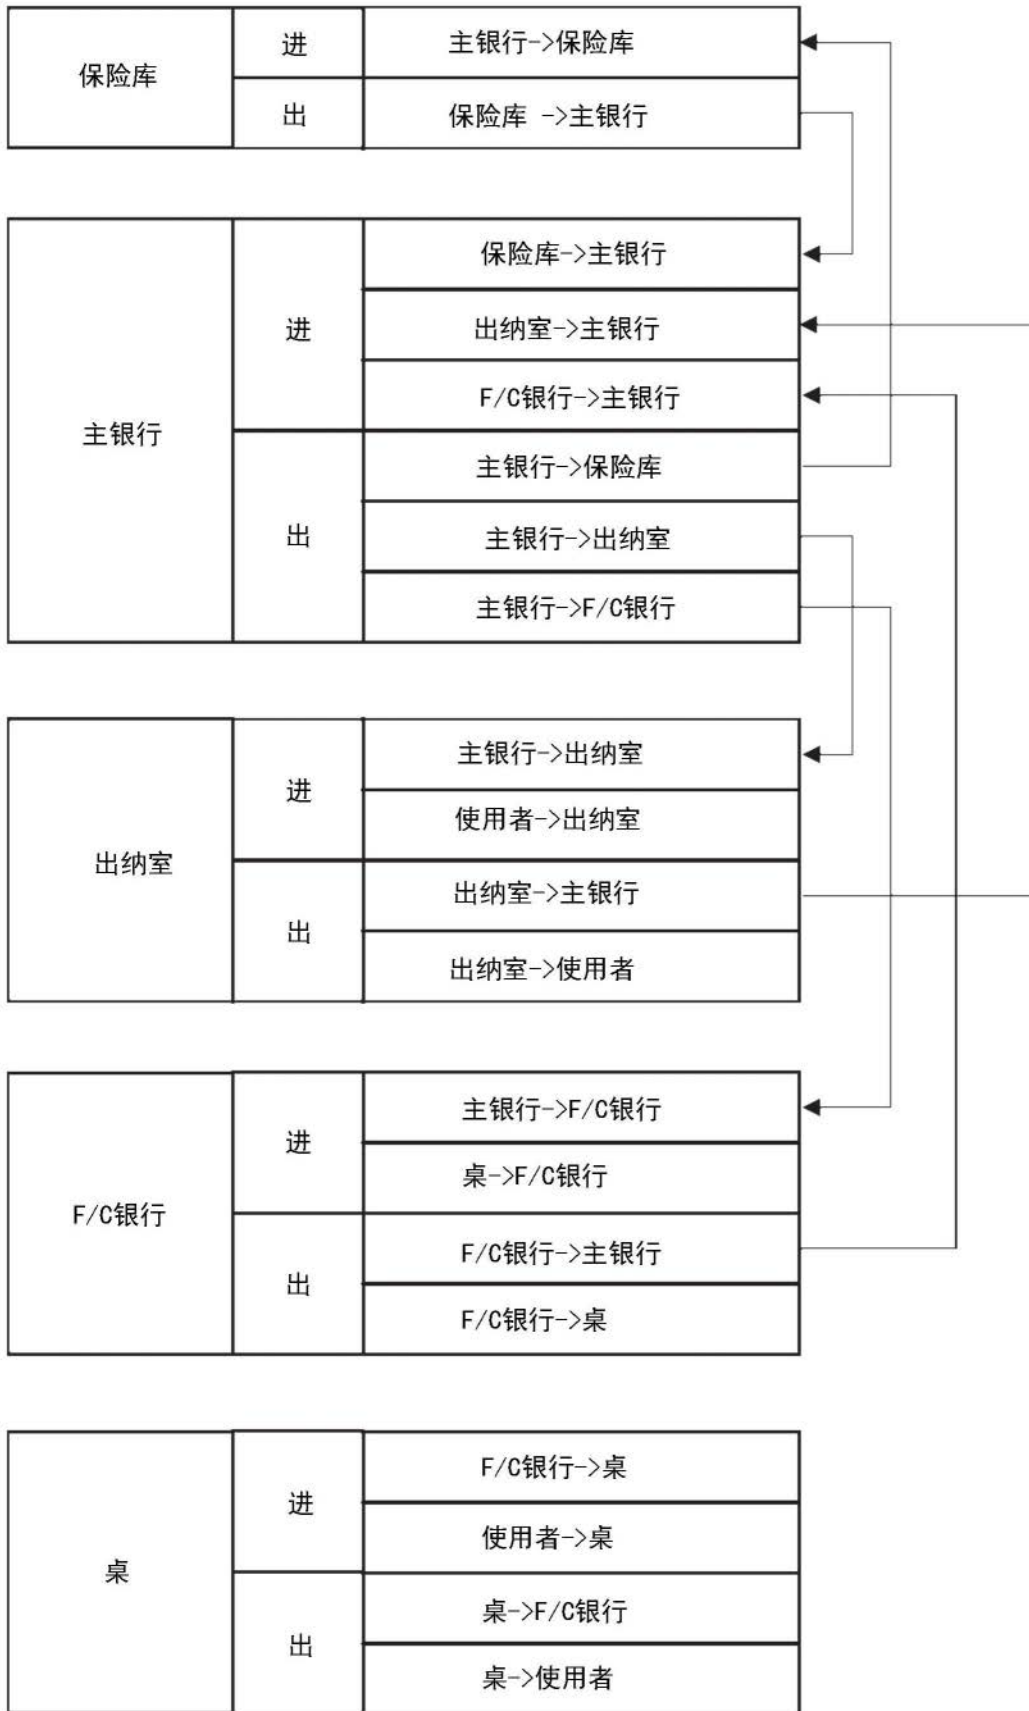 保险库
进
主银行->保险库
出
保险库 ->主银行
主银行
进
保险库->主银行
出纳室->主银行
F/C银行->主银行
出
主银行->保险库
主银行->出纳室
主银行->F/C银行
出纳室
进
主银行->出纳室
使用者->出纳室
出
出纳室->主银行
出纳室->使用者
F/C银行
进
主银行->F/C银行
桌->F/C银行
出
F/C银行->主银行
F/C银行->桌
桌
进
F/C银行->桌
使用者->桌
出
桌->F/C银行
桌->使用者